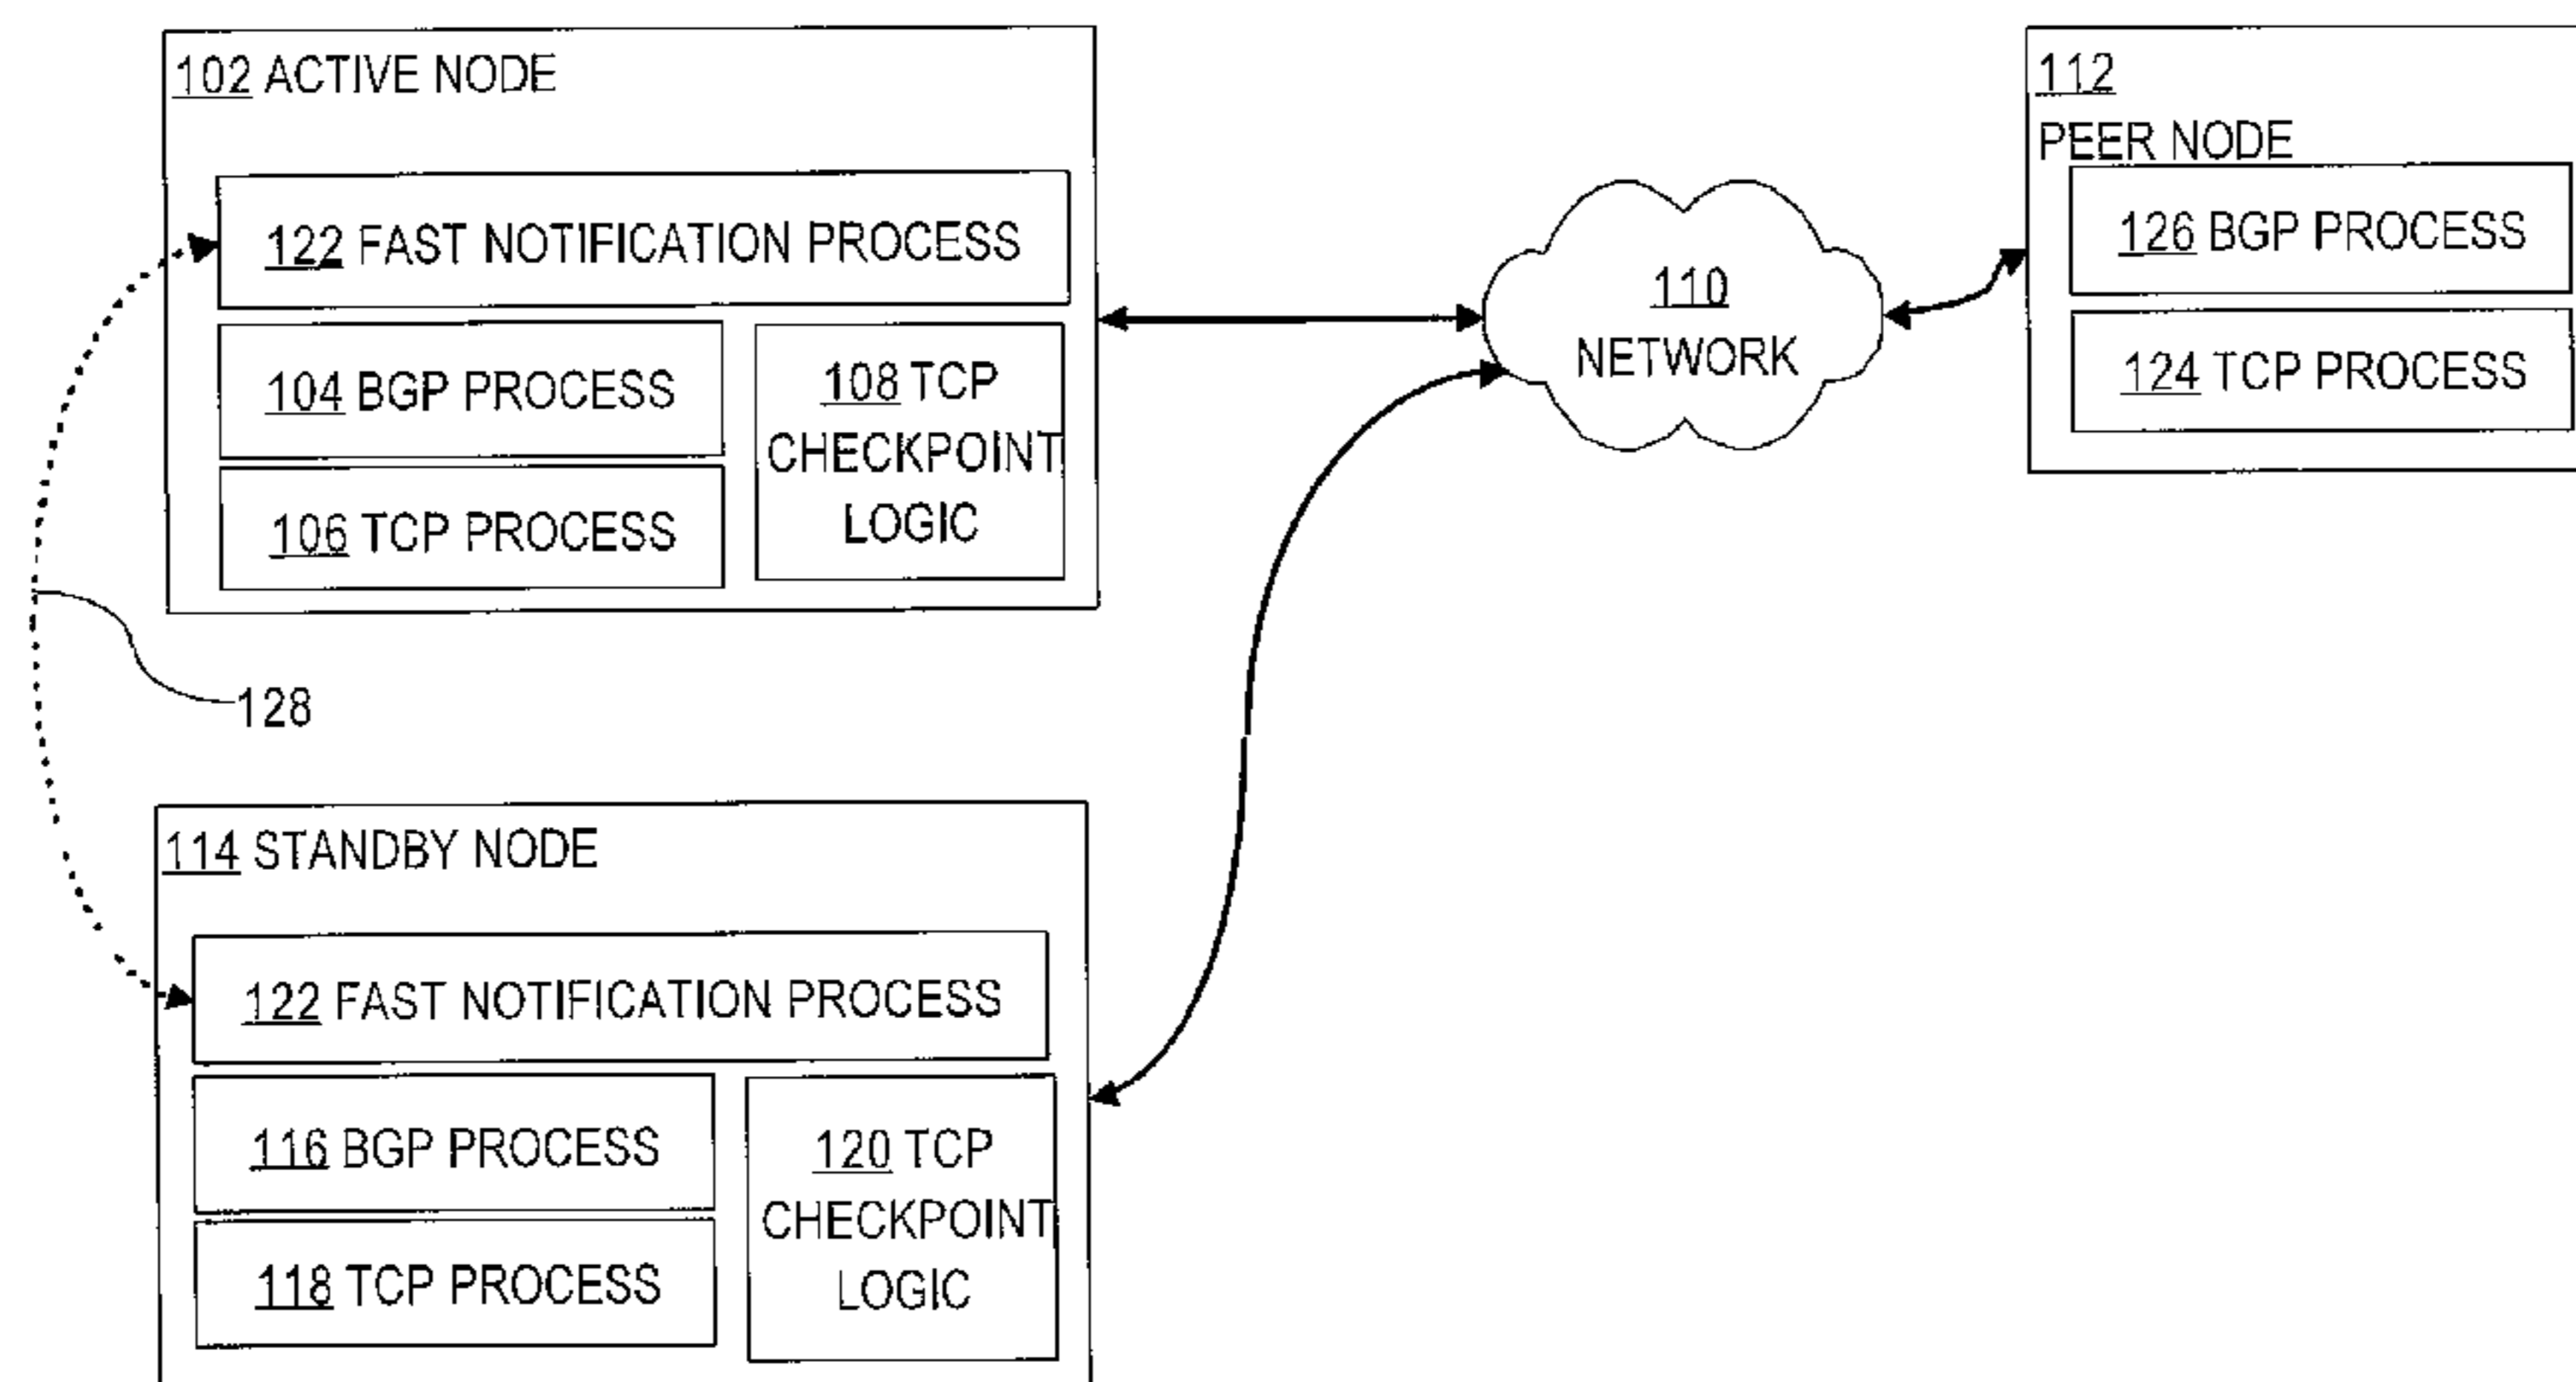 102 ACTIVE NODE
122 FAST NOTIFICATION PROCESS
104 BGP PROCESS
106 TCP PROCESS
108 TCP
CHECKPOINT
LOGIC
110
NETWORK
112
PEER NODE
126 BGP PROCESS
124 TCP PROCESS
128
114 STANDBY NODE
122 FAST NOTIFICATION PROCESS
116 BGP PROCESS
118 TCP PROCESS
120 TCP
CHECKPOINT
LOGIC